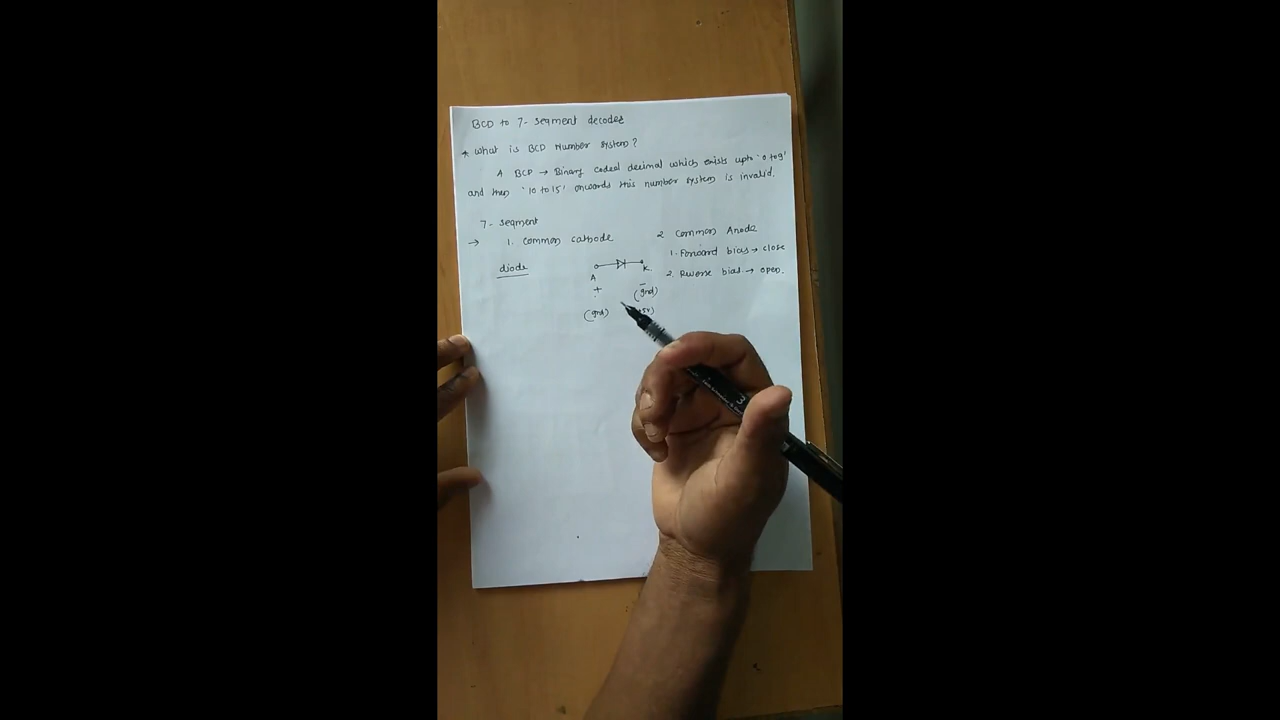 BCD to 7- segment decoder
* What is BCD Number system?
A BCD → Binary coded decimal which exists upto '0 to 9'
and then '10 to 15' onwards this number system is invalid.
7- segment
→ 1. Common cathode 2 Common Anode
1. Forward bias → close
diode A K. 2. Reverse bias → open.
+ -
(gnd)
(gnd) 5v)
3